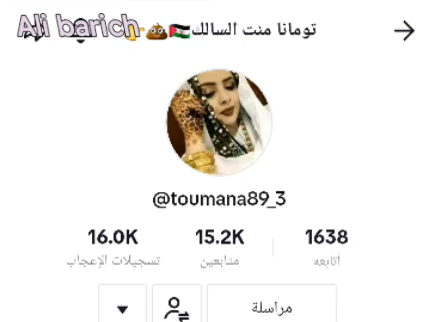 تومانا منت السالك
Ali barich
@toumana89_3
1638 15.2K 16.0K
أتابعه متابعين تسجيلات الإعجاب
مراسلة